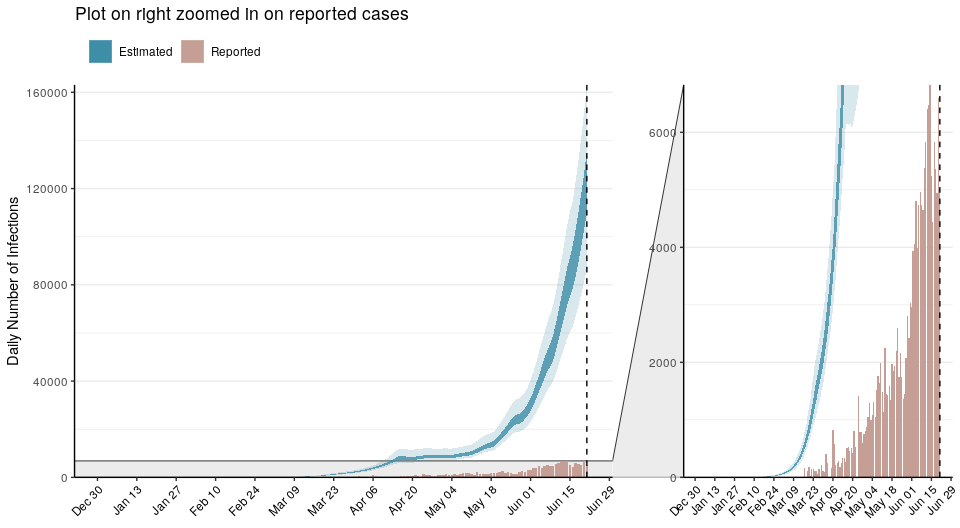 Plot on right zoomed in on reported cases
Estimated Reported
Daily Number of Infections
160000
120000
80000
40000
0
Dec 30 Jan 13 Jan 27 Feb 10 Feb 24 Mar 09 Mar 23 Apr 06 Apr 20 May 04 May 18 Jun 01 Jun 15 Jun 29
6000
4000
2000
0
Dec 30 Jan 13 Jan 27 Feb 10 Feb 24 Mar 09 Mar 23 Apr 06 Apr 20 May 04 May 18 Jun 01 Jun 15 Jun 29